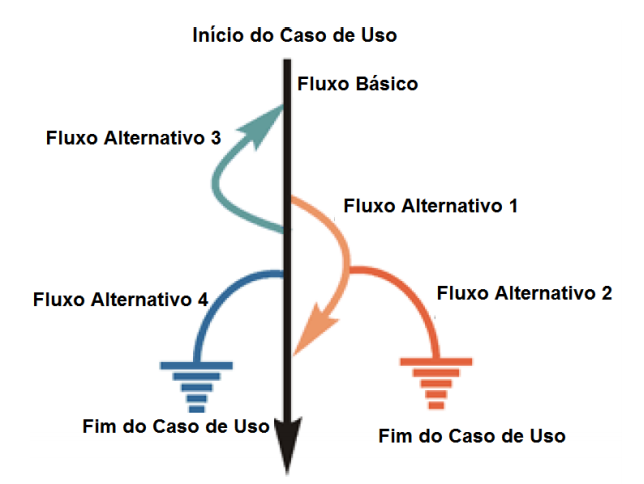 Início do Caso de Uso
Fluxo Básico
Fluxo Alternativo 3
Fluxo Alternativo 1
Fluxo Alternativo 4
Fluxo Alternativo 2
Fim do Caso de Uso
Fim do Caso de Uso